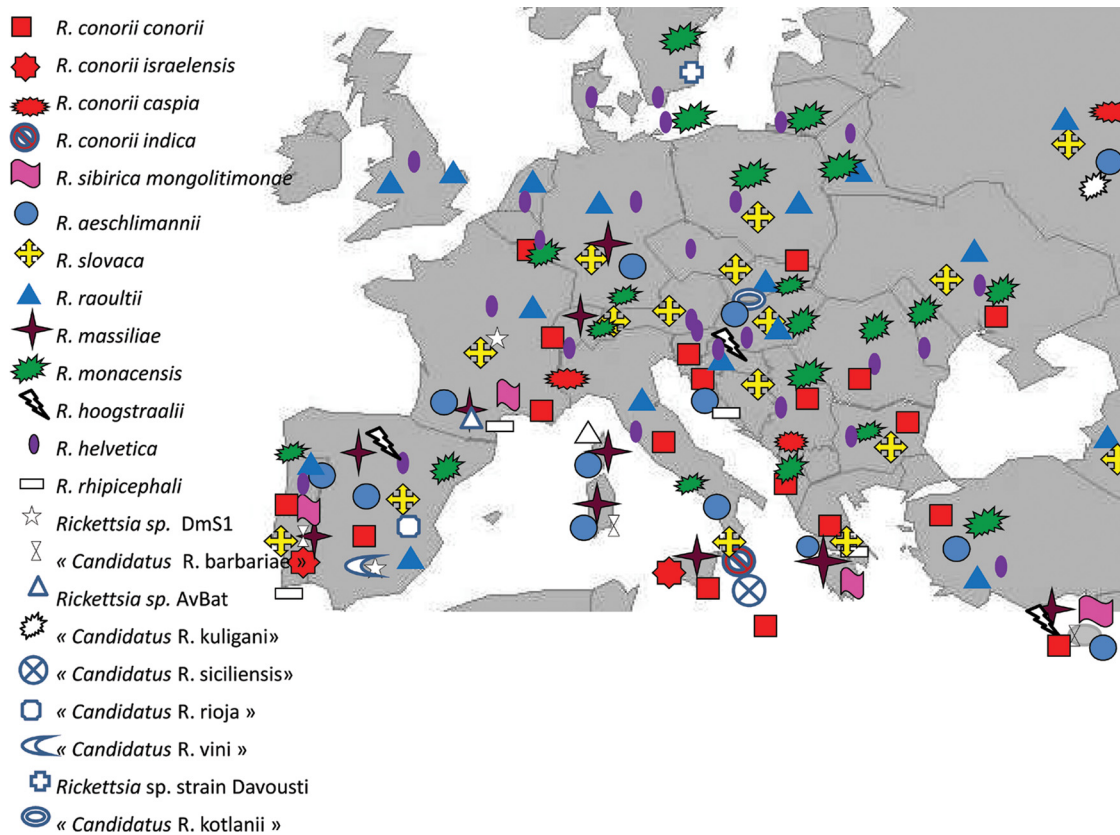 R. conorii conorii
R. conorii israelensis
R. conorii caspia
R. conorii indica
R. sibirica mongolitimonae
R. aeschlimannii
R. slovaca
R. raoultii
R. massiliae
R. monacensis
R. hoogstraalii
R. helvetica
R. rhipicephali
Rickettsia sp. DmS1
« Candidatus R. barbariae »
Rickettsia sp. AvBat
« Candidatus R. kuligani»
« Candidatus R. siciliensis»
« Candidatus R. rioja »
« Candidatus R. vini »
Rickettsia sp. strain Davousti
« Candidatus R. kotlanii »